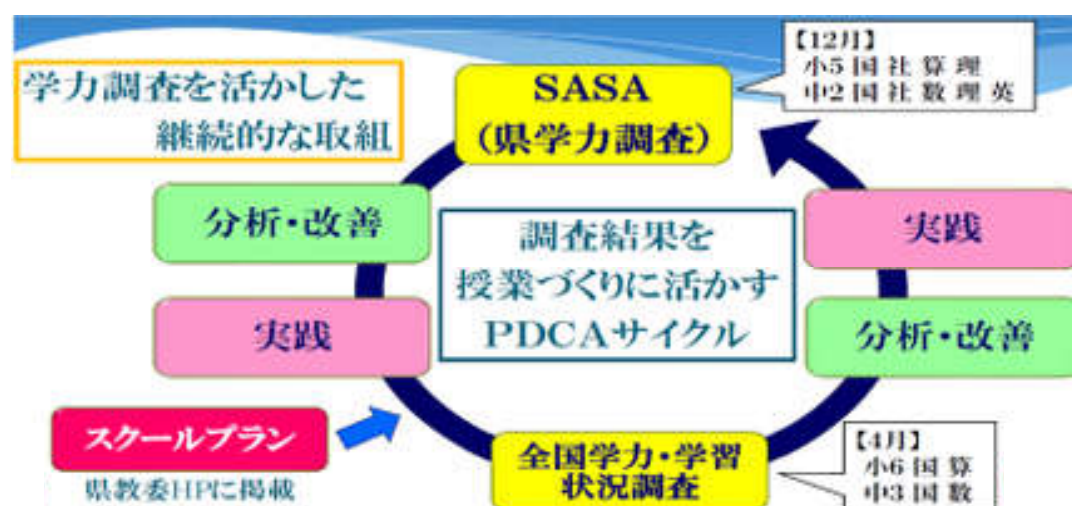 学力調査を活かした
継続的な取組
SASA
(県学力調査)
【12月】
小5 国 社 算 理
中2 国 社 数 理 英
分析・改善
実践
調査結果を
授業づくりに活かす
PDCAサイクル
実践
分析・改善
スクールプラン
県教委HPに掲載
全国学力・学習
状況調査
【4月】
小6 国 算
中3 国 数